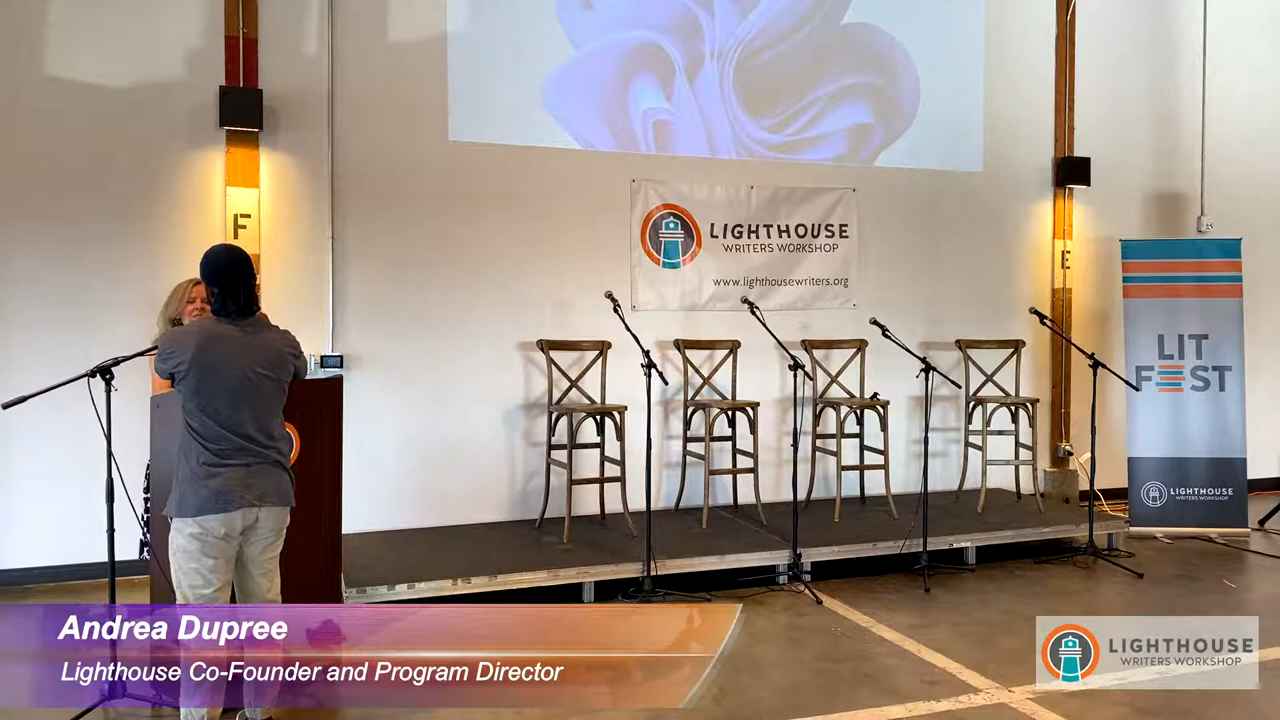 F
LIGHTHOUSE
WRITERS WORKSHOP
www.lighthousewriters.org
E
LIT
FEST
LIGHTHOUSE
WRITERS WORKSHOP
Andrea Dupree
Lighthouse Co-Founder and Program Director
LIGHTHOUSE
WRITERS WORKSHOP